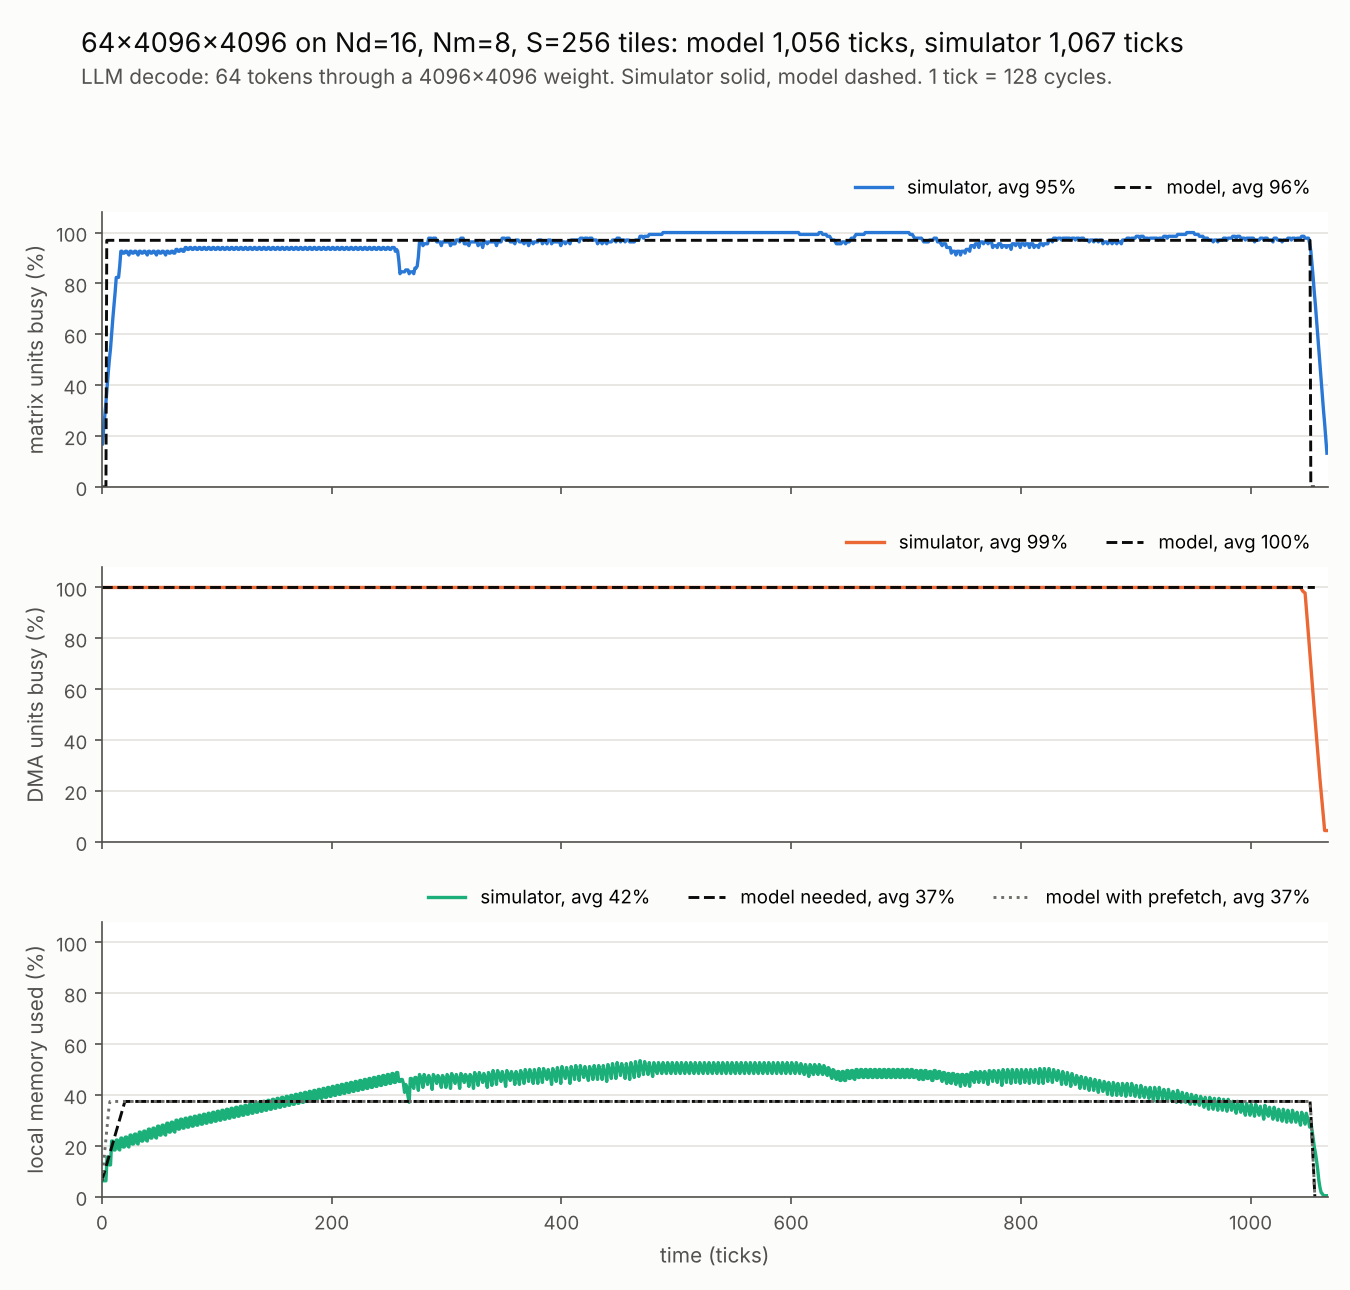 64×4096×4096 on Nd=16, Nm=8, S=256 tiles: model 1,056 ticks, simulator 1,067 ticks
LLM decode: 64 tokens through a 4096×4096 weight. Simulator solid, model dashed. 1 tick = 128 cycles.
simulator, avg 95%
model, avg 96%
matrix units busy (%)
100
80
60
40
20
0
simulator, avg 99%
model, avg 100%
DMA units busy (%)
100
80
60
40
20
0
simulator, avg 42%
model needed, avg 37%
model with prefetch, avg 37%
local memory used (%)
100
80
60
40
20
0
0
200
400
600
800
1000
time (ticks)